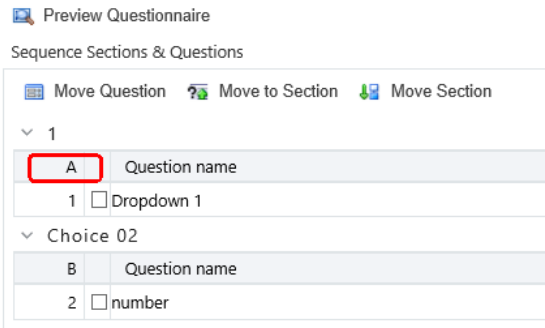 Preview Questionnaire
Sequence Sections & Questions
Move Question Move to Section Move Section
1
A Question name
1 Dropdown 1
Choice 02
B Question name
2 number